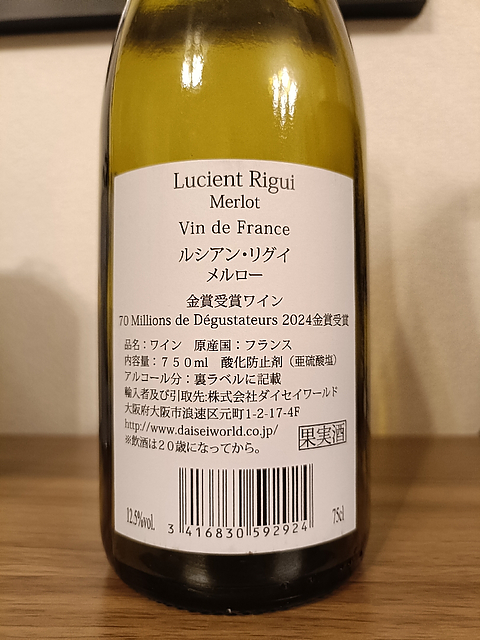 Lucient Rigui
Merlot
Vin de France
ルシアン・リグイ
メルロー
金賞受賞ワイン
70 Millions de Dégustateurs 2024金賞受賞
品名：ワイン　原産国：フランス
内容量：７５０ml　酸化防止剤（亜硫酸塩）
アルコール分：裏ラベルに記載
輸入者及び引取先:株式会社ダイセイワールド
大阪府大阪市浪速区元町1-2-17-4F
http://www.daiseiworld.co.jp/
果実酒
※飲酒は２０歳になってから。
12.5%vol.
3 416830 592924
75cl